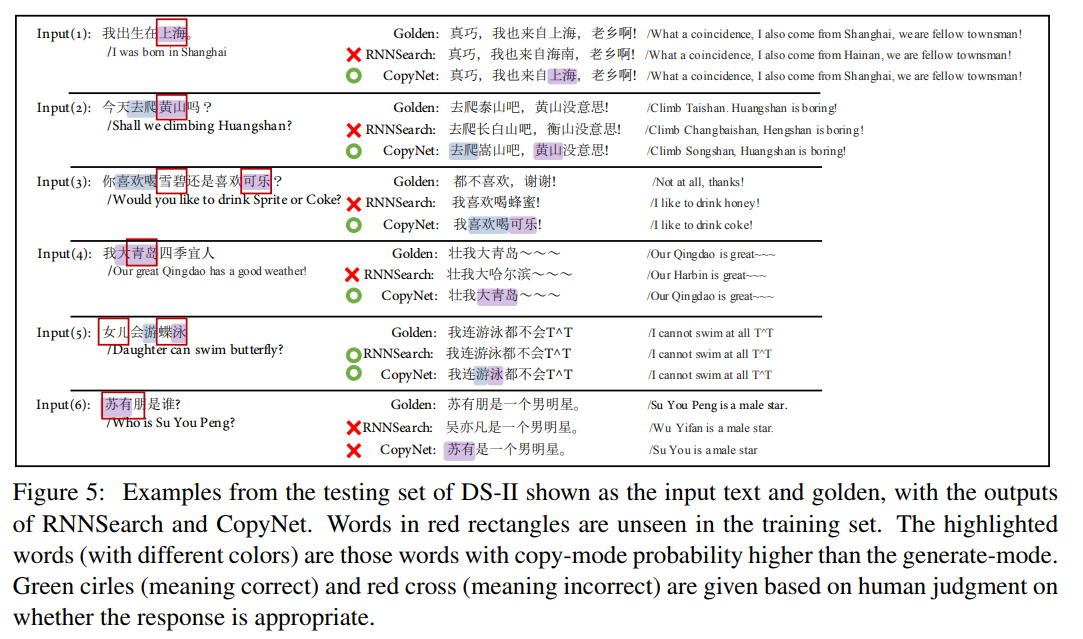 Input(1): 我出生在上海。 Golden: 真巧，我也来自上海，老乡啊! /What a coincidence, I also come from Shanghai, we are fellow townsman!
/I was born in Shanghai RNNSearch: 真巧，我也来自海南，老乡啊! /What a coincidence, I also come from Hainan, we are fellow townsman!
CopyNet: 真巧，我也来自上海，老乡啊! /What a coincidence, I also come from Shanghai, we are fellow townsman!
Input(2): 今天去爬黄山吗？ Golden: 去爬泰山吧，黄山没意思! /Climb Taishan. Huangshan is boring!
/Shall we climbing Huangshan? RNNSearch: 去爬长白山吧，衡山没意思! /Climb Changbaishan, Hengshan is boring!
CopyNet: 去爬嵩山吧，黄山没意思! /Climb Songshan, Huangshan is boring!
Input(3): 你喜欢喝雪碧还是喜欢可乐？ Golden: 都不喜欢，谢谢! /Not at all, thanks!
/Would you like to drink Sprite or Coke? RNNSearch: 我喜欢喝蜂蜜! /I like to drink honey!
CopyNet: 我喜欢喝可乐! /I like to drink coke!
Input(4): 我大青岛四季宜人 Golden: 壮我大青岛～～～ /Our Qingdao is great~~~
/Our great Qingdao has a good weather! RNNSearch: 壮我大哈尔滨～～～ /Our Harbin is great~~~
CopyNet: 壮我大青岛～～～ /Our Qingdao is great~~~
Input(5): 女儿会游蝶泳 Golden: 我连游泳都不会T^T /I cannot swim at all T^T
/Daughter can swim butterfly? RNNSearch: 我连游泳都不会T^T /I cannot swim at all T^T
CopyNet: 我连游泳都不会T^T /I cannot swim at all T^T
Input(6): 苏有朋是谁? Golden: 苏有朋是一个男明星。 /Su You Peng is a male star.
/Who is Su You Peng? RNNSearch: 吴亦凡是一个男明星。 /Wu Yifan is a male star.
CopyNet: 苏有是一个男明星。 /Su You is a male star
Figure 5: Examples from the testing set of DS-II shown as the input text and golden, with the outputs
of RNNSearch and CopyNet. Words in red rectangles are unseen in the training set. The highlighted
words (with different colors) are those words with copy-mode probability higher than the generate-mode.
Green cirles (meaning correct) and red cross (meaning incorrect) are given based on human judgment on
whether the response is appropriate.